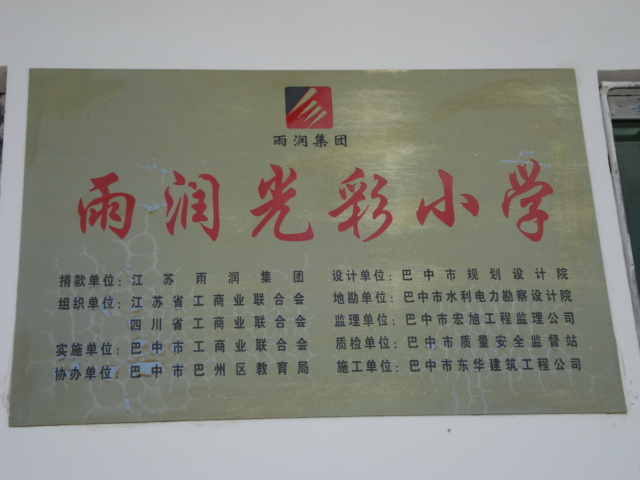 雨润集团
雨润光彩小学
捐款单位：江苏雨润集团
组织单位：江苏省工商业联合会
四川省工商业联合会
实施单位：巴中市工商业联合会
协办单位：巴中市巴州区教育局
设计单位：巴中市规划设计院
地勘单位：巴中市水利电力勘察设计院
监理单位：巴中市宏旭工程监理公司
质检单位：巴中市质量安全监督站
施工单位：巴中市东华建筑工程公司